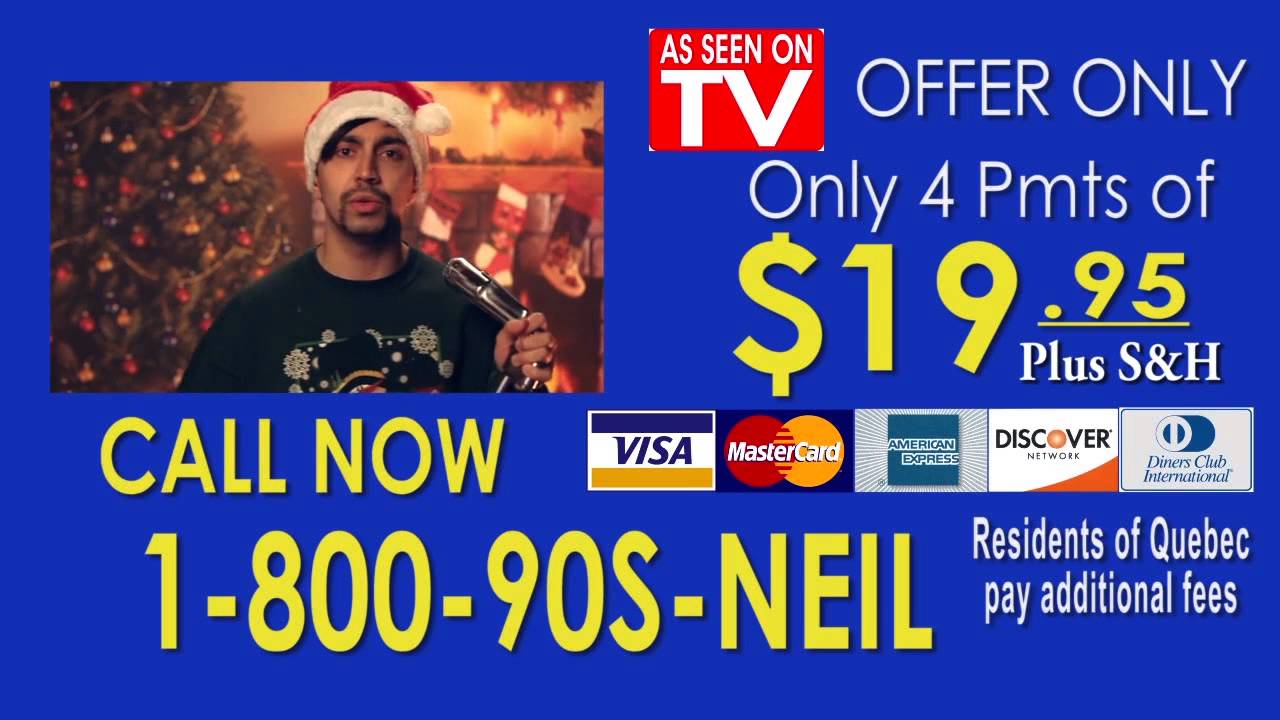 AS SEEN ON
TV
OFFER ONLY
Only 4 Pmts of
$19.95
Plus S&H
CALL NOW
VISA
MasterCard
AMERICAN
EXPRESS
DISCOVER
NETWORK
Diners Club
International
1-800-90S-NEIL
Residents of Quebec
pay additional fees